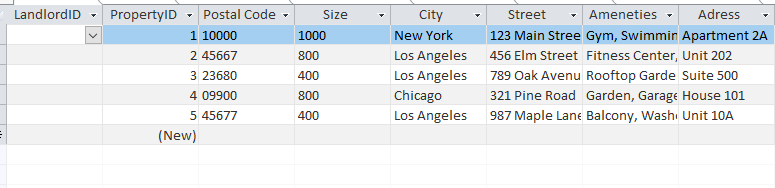 LandlordID PropertyID Postal Code Size City Street Ameneties Adress
1 10000 1000 New York 123 Main Stree Gym, Swimmin Apartment 2A
2 45667 800 Los Angeles 456 Elm Street Fitness Center, Unit 202
3 23680 400 Los Angeles 789 Oak Avenu Rooftop Garde Suite 500
4 09900 800 Chicago 321 Pine Road Garden, Garage House 101
5 45677 400 Los Angeles 987 Maple Lane Balcony, Washe Unit 10A
(New)